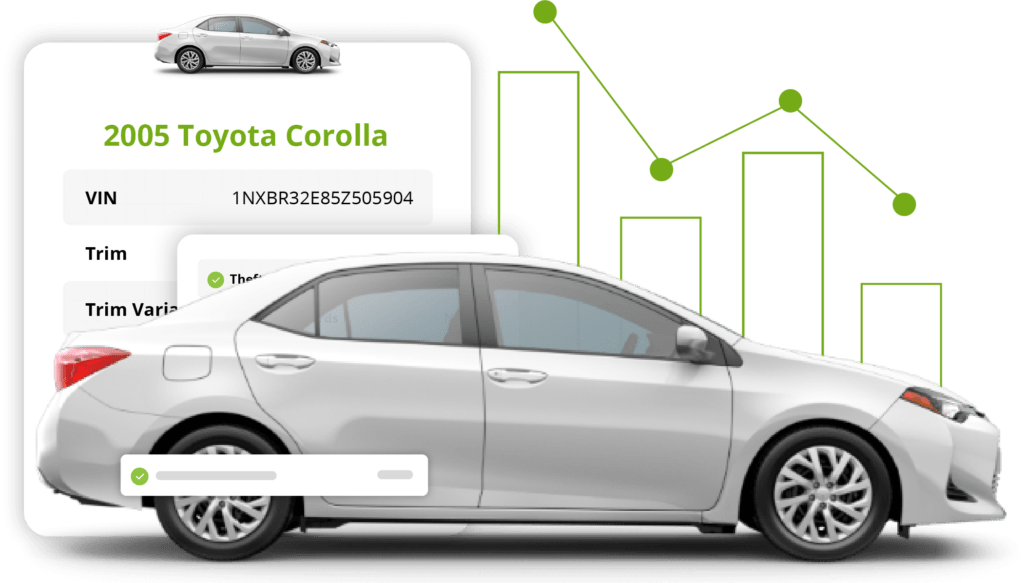 2005 Toyota Corolla
VIN 1NXBR32E85Z505904
Trim
Theft
Trim Varia